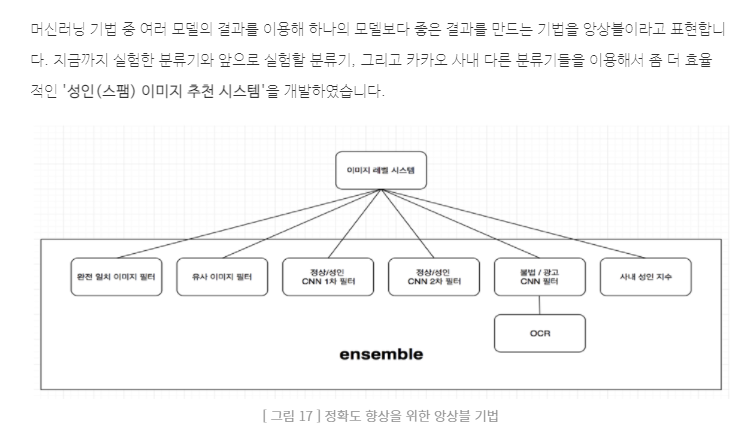 머신러닝 기법 중 여러 모델의 결과를 이용해 하나의 모델보다 좋은 결과를 만드는 기법을 앙상블이라고 표현합니
다. 지금까지 실험한 분류기와 앞으로 실험할 분류기, 그리고 카카오 사내 다른 분류기들을 이용해서 좀 더 효율
적인 '성인(스팸) 이미지 추천 시스템'을 개발하였습니다.
이미지 레벨 시스템
완전 일치 이미지 필터
유사 이미지 필터
정상/성인
CNN 1차 필터
정상/성인
CNN 2차 필터
불법 / 광고
CNN 필터
사내 성인 지수
OCR
ensemble
[ 그림 17 ] 정확도 향상을 위한 앙상블 기법